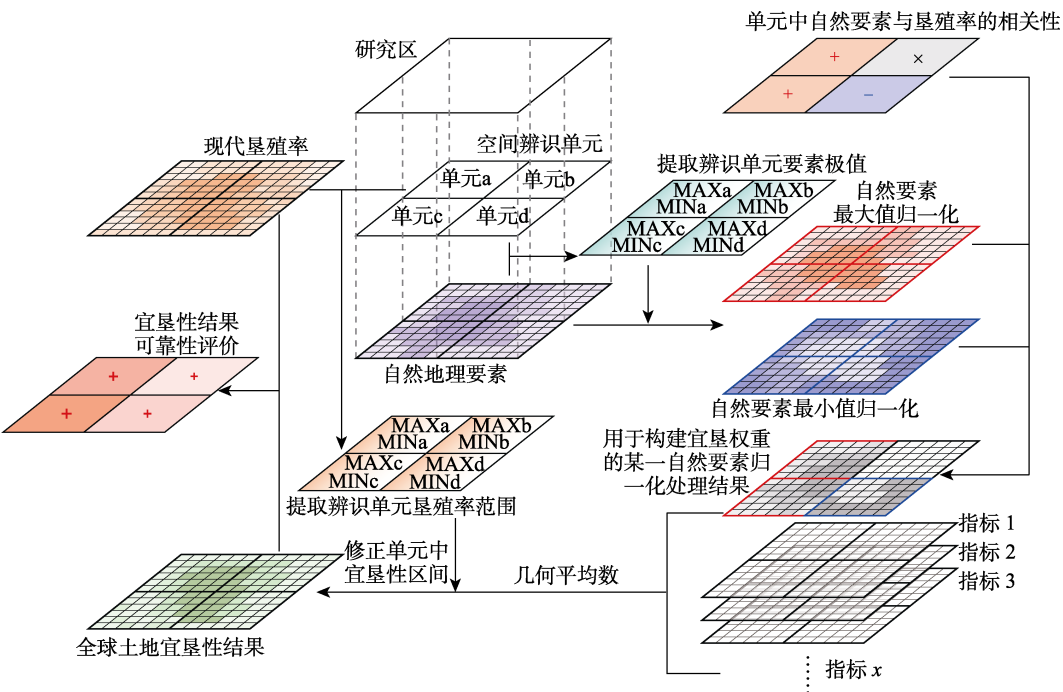 单元中自然要素与垦殖率的相关性
+
×
+
−
研究区
现代垦殖率
空间辨识单元
单元a
单元b
单元c
单元d
提取辨识单元要素极值
MAXa
MINa
MAXb
MINb
MAXc
MINc
MAXd
MINd
自然要素
最大值归一化
自然地理要素
宜垦性结果
可靠性评价
+
+
+
+
自然要素最小值归一化
MAXa
MINa
MAXb
MINb
MAXc
MINc
MAXd
MINd
提取辨识单元垦殖率范围
用于构建宜垦权重
的某一自然要素归
一化处理结果
指标 1
指标 2
指标 3
指标 x
修正单元中
宜垦性区间
几何平均数
全球土地宜垦性结果